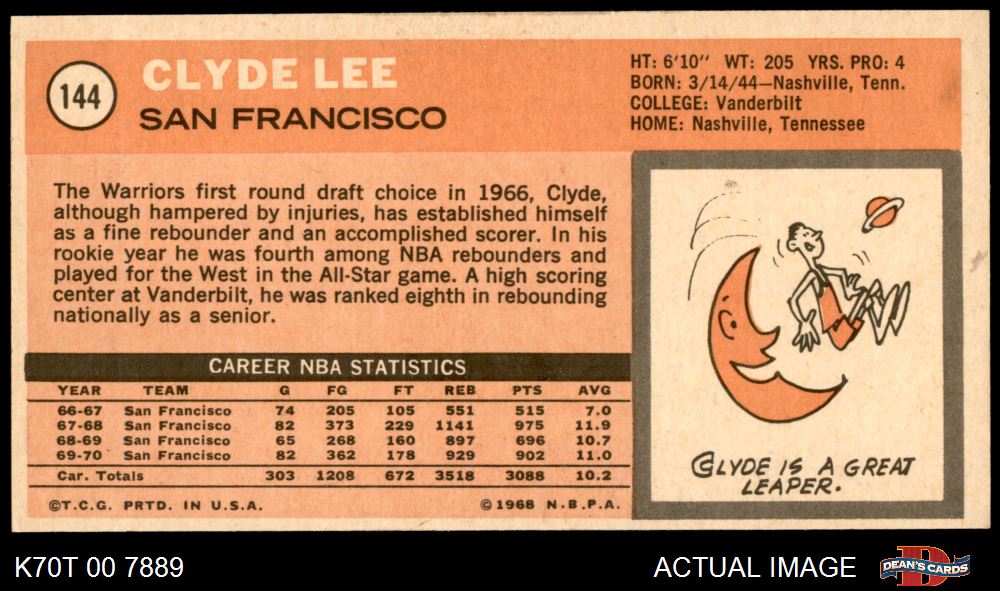 144
CLYDE LEE
SAN FRANCISCO
HT: 6'10" WT: 205 YRS. PRO: 4
BORN: 3/14/44—Nashville, Tenn.
COLLEGE: Vanderbilt
HOME: Nashville, Tennessee
The Warriors first round draft choice in 1966, Clyde,
although hampered by injuries, has established himself
as a fine rebounder and an accomplished scorer. In his
rookie year he was fourth among NBA rebounders and
played for the West in the All-Star game. A high scoring
center at Vanderbilt, he was ranked eighth in rebounding
nationally as a senior.
CAREER NBA STATISTICS
YEAR TEAM G FG FT REB PTS AVG
66-67 San Francisco 74 205 105 551 515 7.0
67-68 San Francisco 82 373 229 1141 975 11.9
68-69 San Francisco 65 268 160 897 696 10.7
69-70 San Francisco 82 362 178 929 902 11.0
Car. Totals 303 1208 672 3518 3088 10.2
©T.C.G. PRTD. IN U.S.A. ©1968 N.B.P.A.
CLYDE IS A GREAT
LEAPER.
K70T 00 7889 ACTUAL IMAGE
D
DEAN'S CARDS